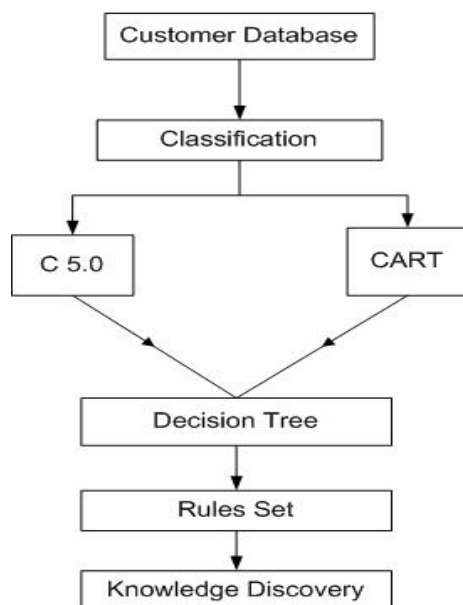 Customer Database
Classification
C 5.0
CART
Decision Tree
Rules Set
Knowledge Discovery